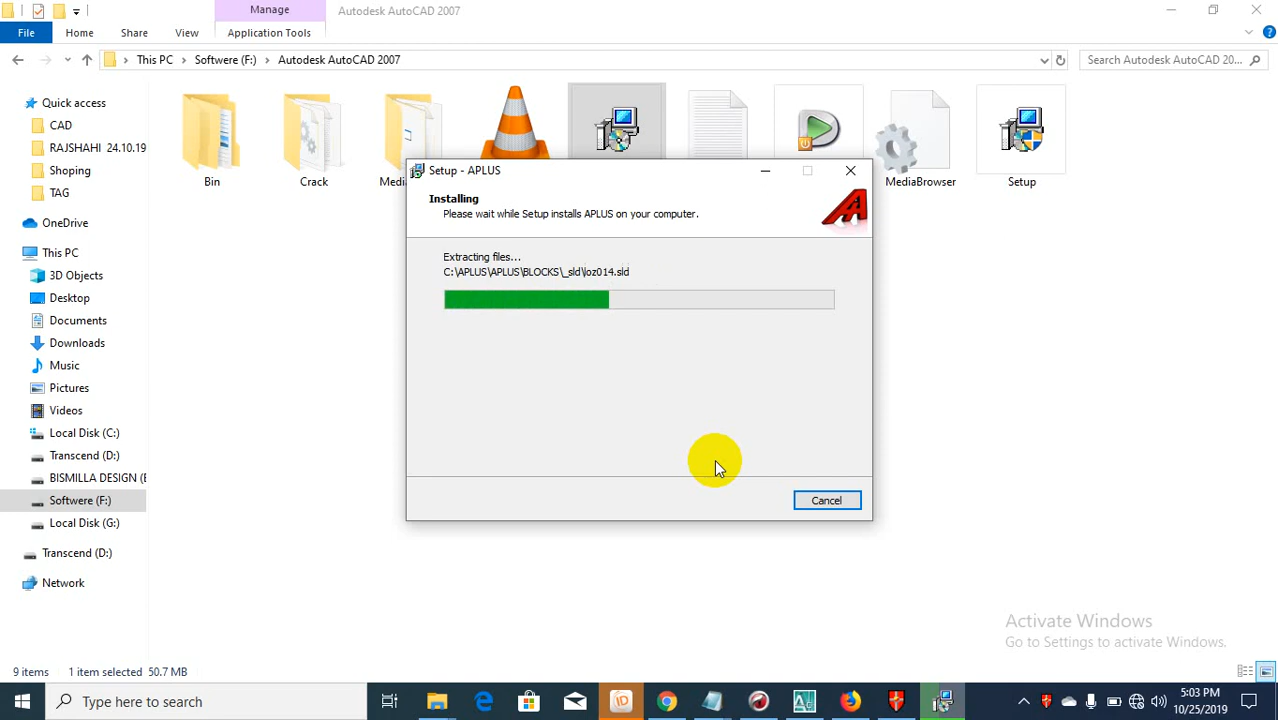 Manage
Autodesk AutoCAD 2007
File
Home
Share
View
Application Tools
This PC
Softwere (F:)
Autodesk AutoCAD 2007
Search Autodesk AutoCAD 20...
Quick access
CAD
RAJSHAHI 24.10.19
Shoping
TAG
OneDrive
This PC
3D Objects
Desktop
Documents
Downloads
Music
Pictures
Videos
Local Disk (C:)
Transcend (D:)
BISMILLA DESIGN (E
Softwere (F:)
Local Disk (G:)
Transcend (D:)
Network
Bin
Crack
Med
MediaBrowser
Setup
Setup - APLUS
Installing
Please wait while Setup installs APLUS on your computer.
Extracting files...
C:\APLUS\APLUS\BLOCKS\_sld\loz014.sld
Cancel
Activate Windows
Go to Settings to activate Windows.
9 items
1 item selected 50.7 MB
Type here to search
5:03 PM
10/25/2019